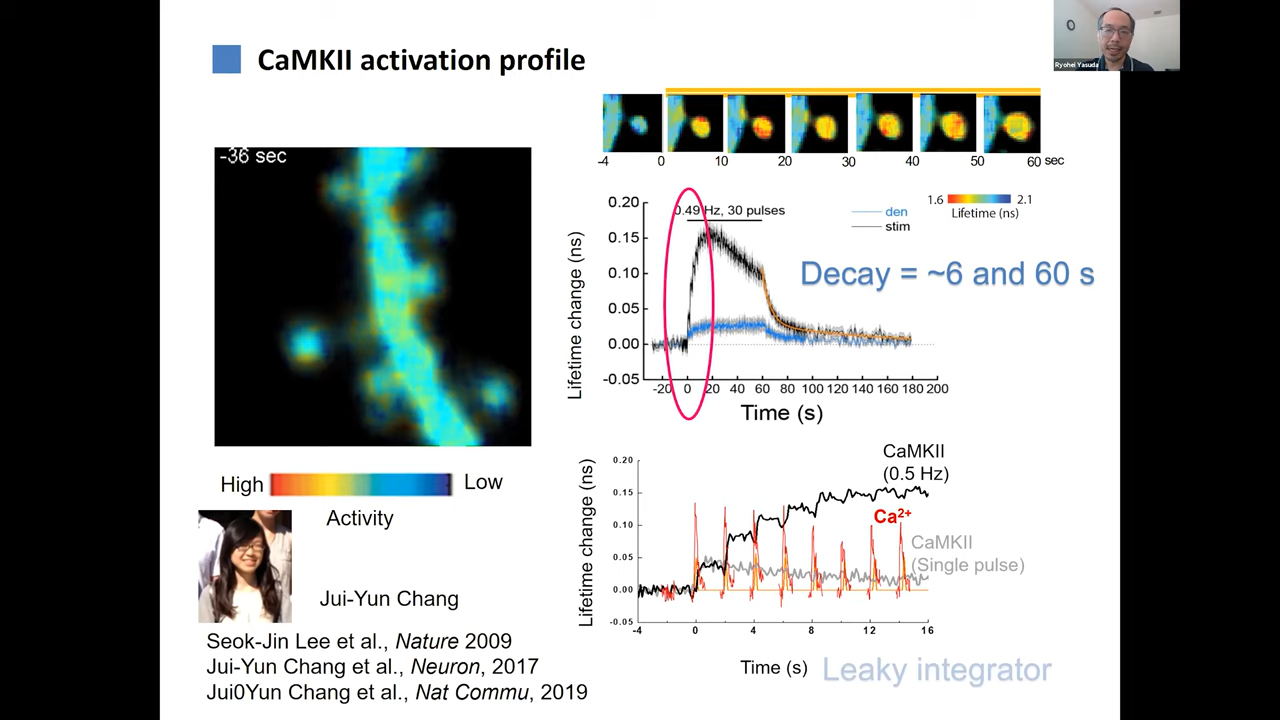 CaMKII activation profile
Ryohei Yasuda
-36 sec
-4 0 10 20 30 40 50 60 sec
0.49 Hz, 30 pulses
den
stim
1.6 2.1
Lifetime (ns)
Decay = ~6 and 60 s
Lifetime change (ns)
0.20
0.15
0.10
0.05
0.00
-0.05
-20 0 20 40 60 80 100 120 140 160 180 200
Time (s)
High Low
Activity
Jui-Yun Chang
Seok-Jin Lee et al., Nature 2009
Jui-Yun Chang et al., Neuron, 2017
Jui0Yun Chang et al., Nat Commu, 2019
Lifetime change (ns)
0.20
0.15
0.10
0.05
0.00
-0.05
-4 0 4 8 12 16
CaMKII
(0.5 Hz)
Ca²⁺
CaMKII
(Single pulse)
Time (s)
Leaky integrator